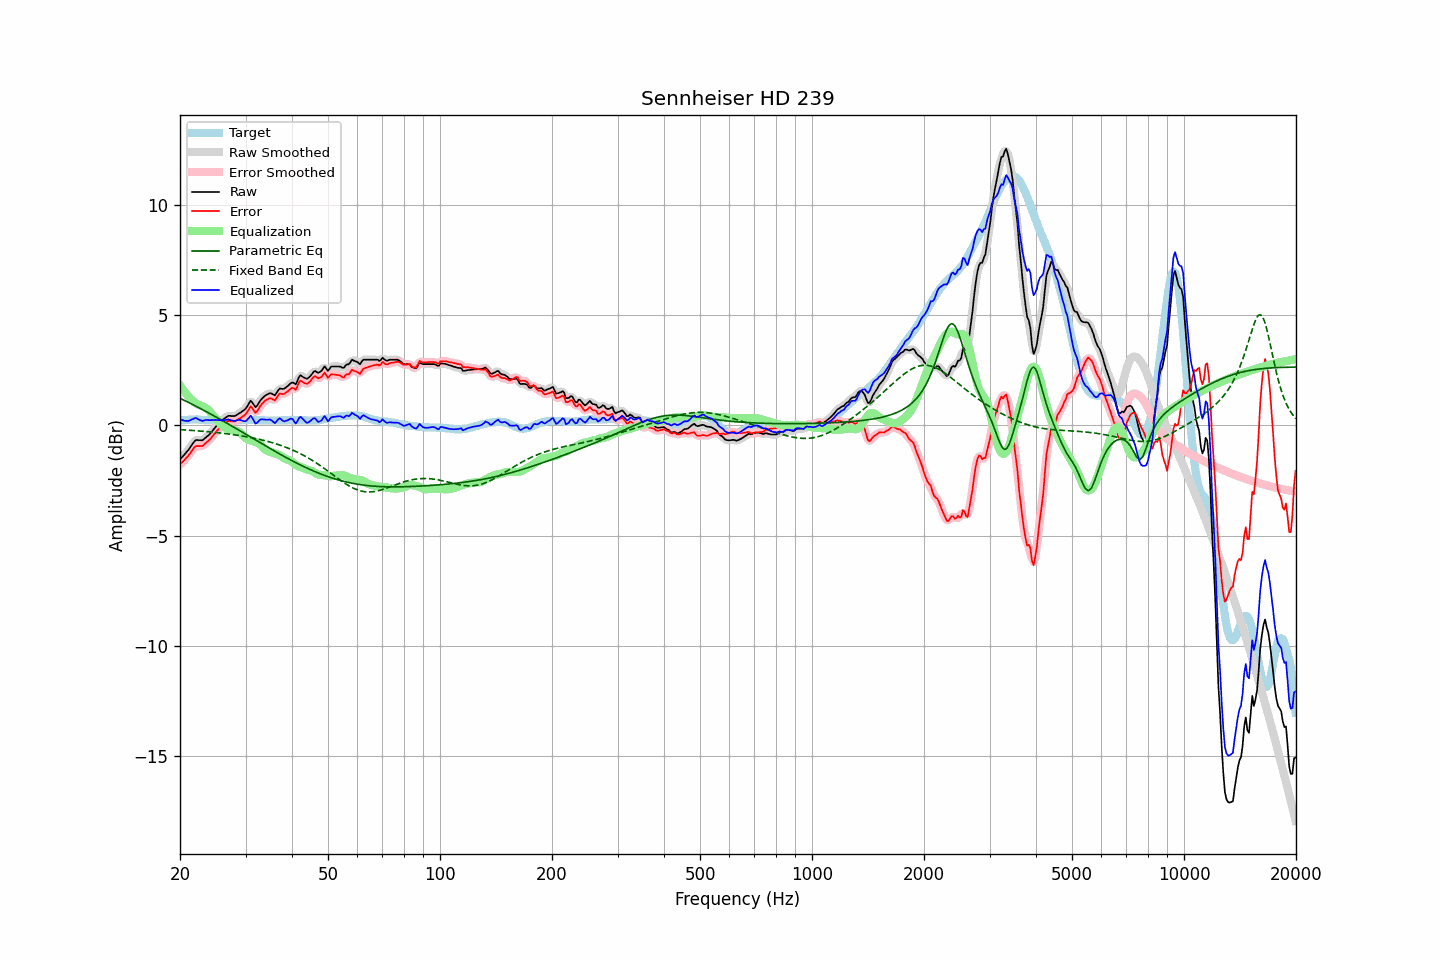 Sennheiser HD 239
Target
Raw Smoothed
Error Smoothed
Raw
Error
Equalization
Parametric Eq
Fixed Band Eq
Equalized
10
5
0
−5
−10
−15
Amplitude (dBr)
20 50 100 200 500 1000 2000 5000 10000 20000
Frequency (Hz)